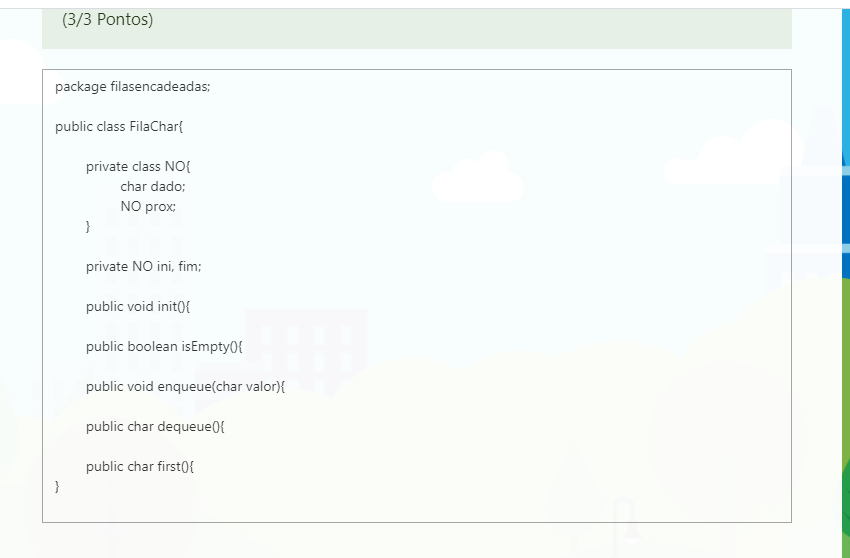 (3/3 Pontos)
package filasencadeadas;
public class FilaChar{
private class NO{
char dado;
NO prox;
}
private NO ini, fim;
public void init(){
public boolean isEmpty(){
public void enqueue(char valor){
public char dequeue(){
public char first(){
}